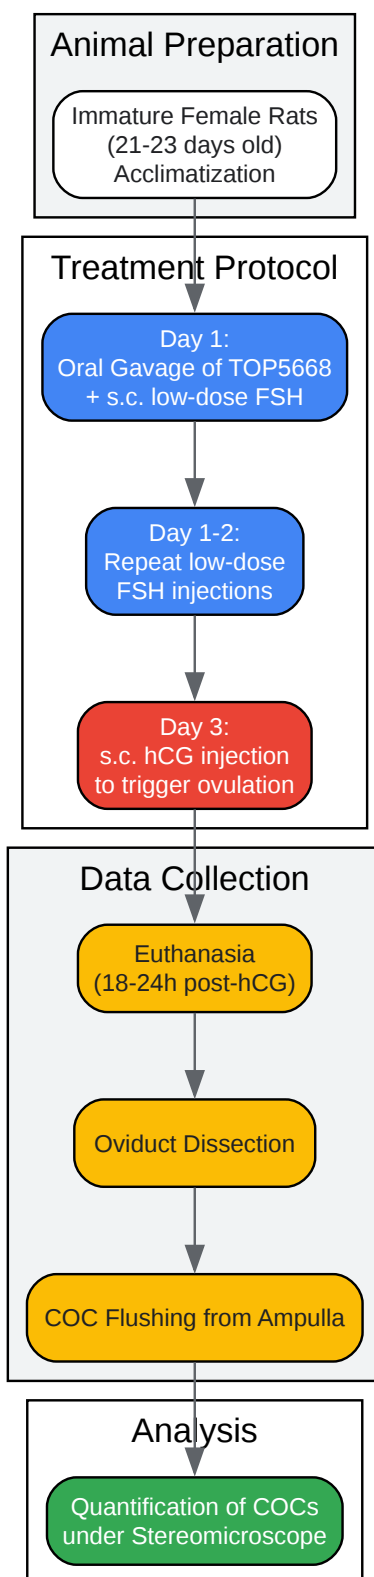 Animal Preparation
Immature Female Rats
(21-23 days old)
Acclimatization
Treatment Protocol
Day 1:
Oral Gavage of TOP5668
+ s.c. low-dose FSH
Day 1-2:
Repeat low-dose
FSH injections
Day 3:
s.c. hCG injection
to trigger ovulation
Data Collection
Euthanasia
(18-24h post-hCG)
Oviduct Dissection
COC Flushing from Ampulla
Analysis
Quantification of COCs
under Stereomicroscope